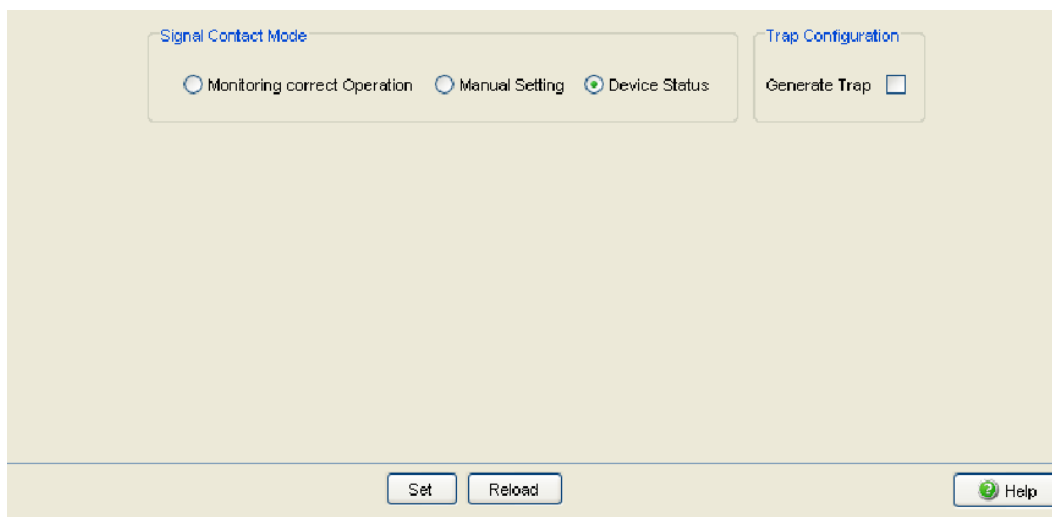 Signal Contact Mode
Monitoring correct Operation Manual Setting Device Status
Trap Configuration
Generate Trap
Set Reload Help